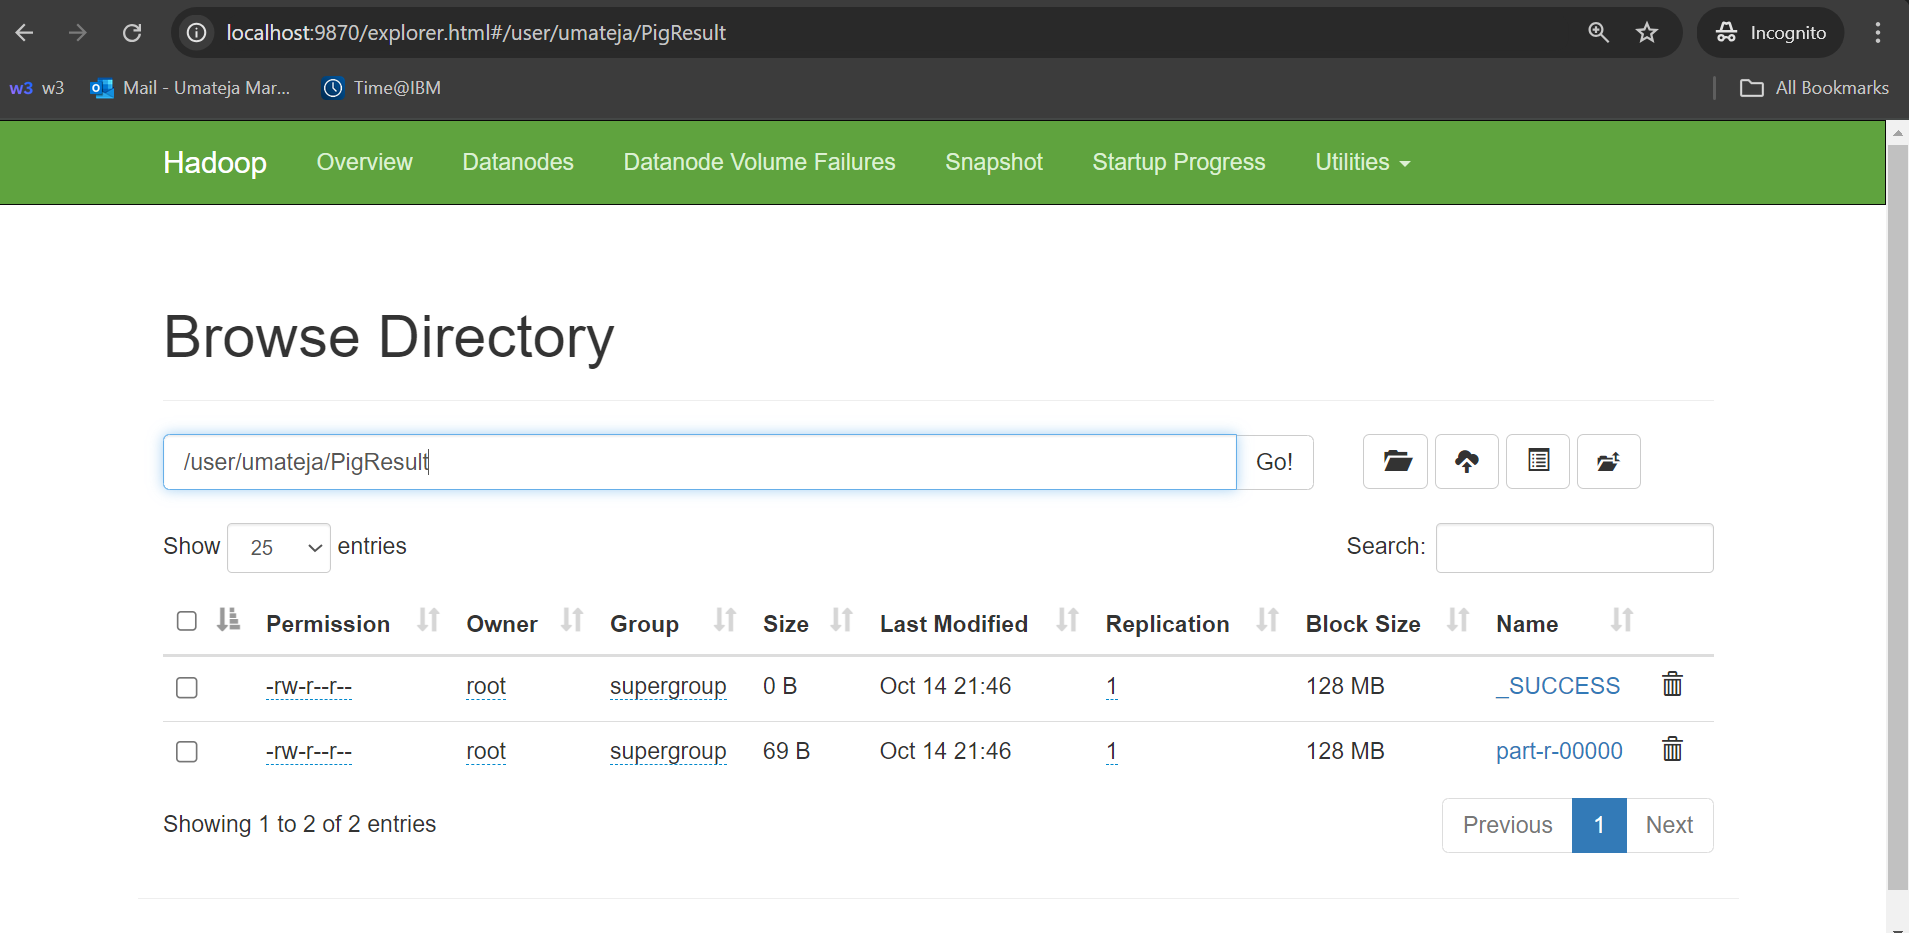 localhost:9870/explorer.html#/user/umateja/PigResult
Incognito
w3 w3 Mail - Umateja Mar... Time@IBM All Bookmarks
Hadoop Overview Datanodes Datanode Volume Failures Snapshot Startup Progress Utilities
Browse Directory
/user/umateja/PigResult Go!
Show 25 entries Search:
Permission Owner Group Size Last Modified Replication Block Size Name
-rw-r--r-- root supergroup 0 B Oct 14 21:46 1 128 MB _SUCCESS
-rw-r--r-- root supergroup 69 B Oct 14 21:46 1 128 MB part-r-00000
Showing 1 to 2 of 2 entries Previous 1 Next